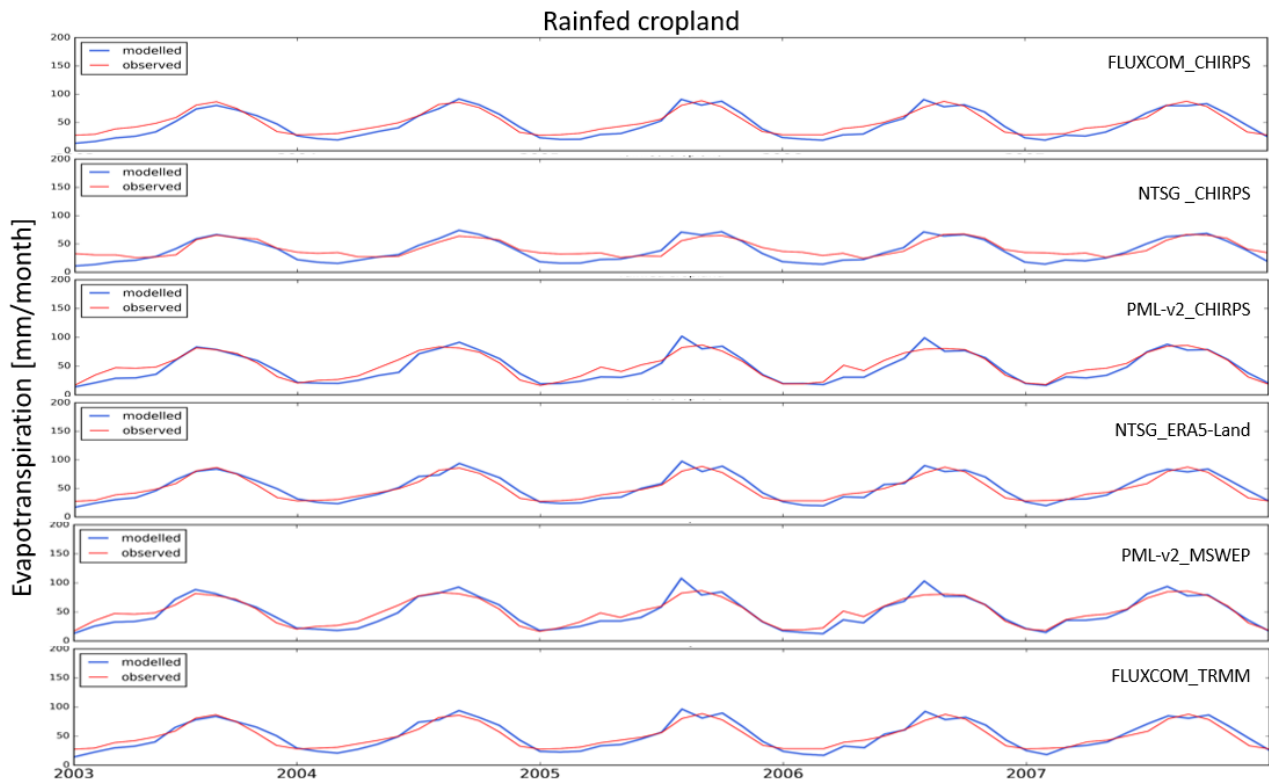 Rainfed cropland
Evapotranspiration [mm/month]
200
150
100
50
0
modelled
observed
FLUXCOM_CHIRPS
200
150
100
50
0
modelled
observed
NTSG _CHIRPS
200
150
100
50
0
modelled
observed
PML-v2_CHIRPS
200
150
100
50
0
modelled
observed
NTSG_ERA5-Land
200
150
100
50
0
modelled
observed
PML-v2_MSWEP
200
150
100
50
0
modelled
observed
FLUXCOM_TRMM
2003 2004 2005 2006 2007